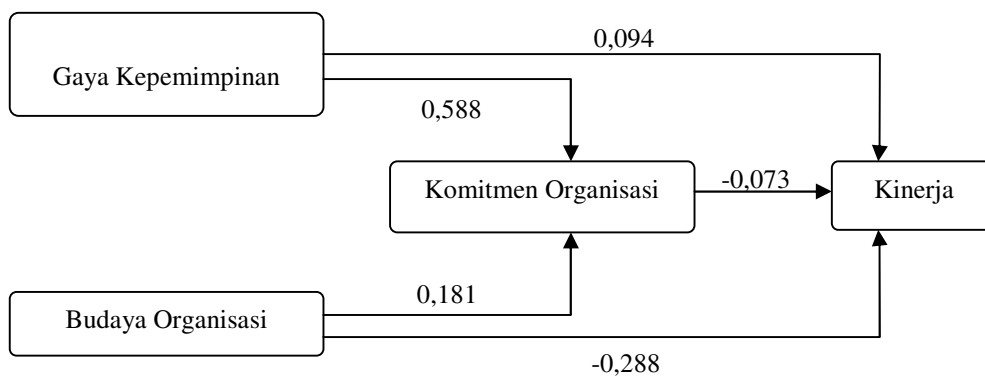 0,094
Gaya Kepemimpinan
0,588
Komitmen Organisasi
-0,073
Kinerja
0,181
Budaya Organisasi
-0,288